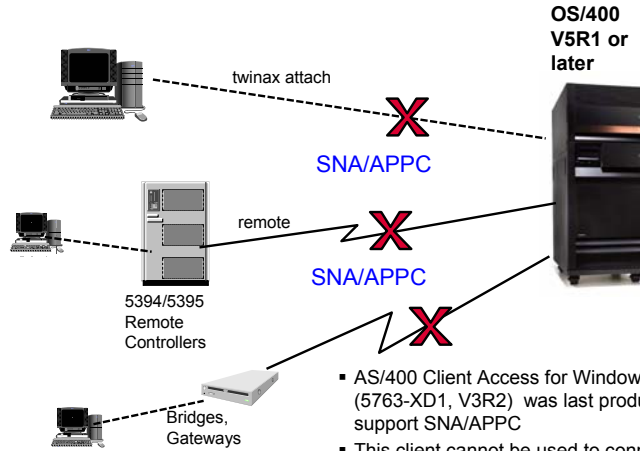 OS/400
V5R1 or
later
twinax attach
SNA/APPC
remote
SNA/APPC
5394/5395
Remote
Controllers
Bridges,
Gateways
▪ AS/400 Client Access for Window
(5763-XD1, V3R2) was last produ
support SNA/APPC
▪ This client cannot be used to con